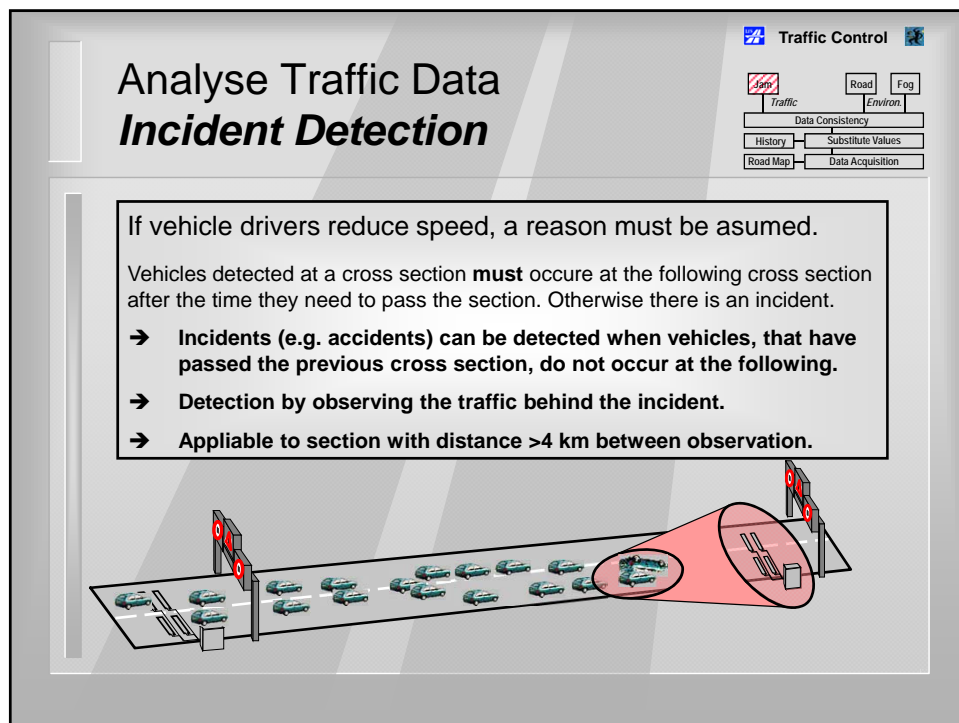 Traffic Control
Analyse Traffic Data
Incident Detection
Jam
Road
Fog
Traffic
Environ.
Data Consistency
History
Substitute Values
Road Map
Data Acquisition
If vehicle drivers reduce speed, a reason must be asumed.
Vehicles detected at a cross section must occure at the following cross section
after the time they need to pass the section. Otherwise there is an incident.
➔ Incidents (e.g. accidents) can be detected when vehicles, that have
passed the previous cross section, do not occur at the following.
➔ Detection by observing the traffic behind the incident.
➔ Appliable to section with distance >4 km between observation.